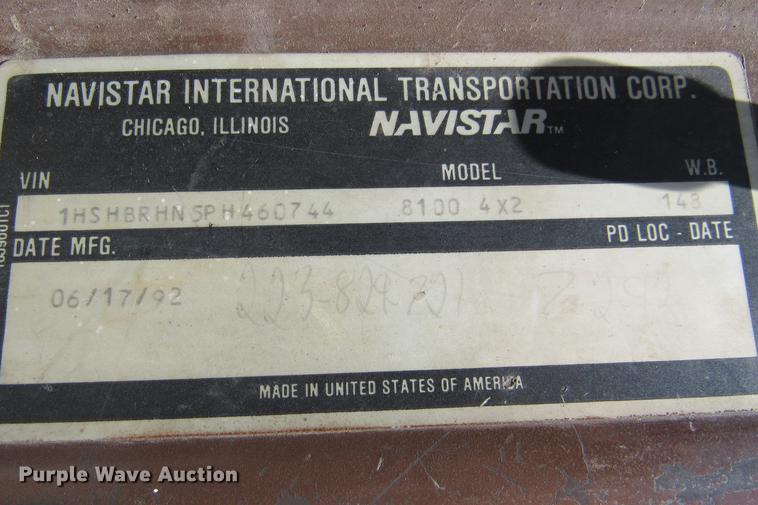 NAVISTAR INTERNATIONAL TRANSPORTATION CORP.
CHICAGO, ILLINOIS NAVISTAR™
VIN MODEL W.B.
1HSHBRHN5PH460744 8100 4X2 148
DATE MFG. PD LOC - DATE
06/17/92
MADE IN UNITED STATES OF AMERICA
Purple Wave Auction